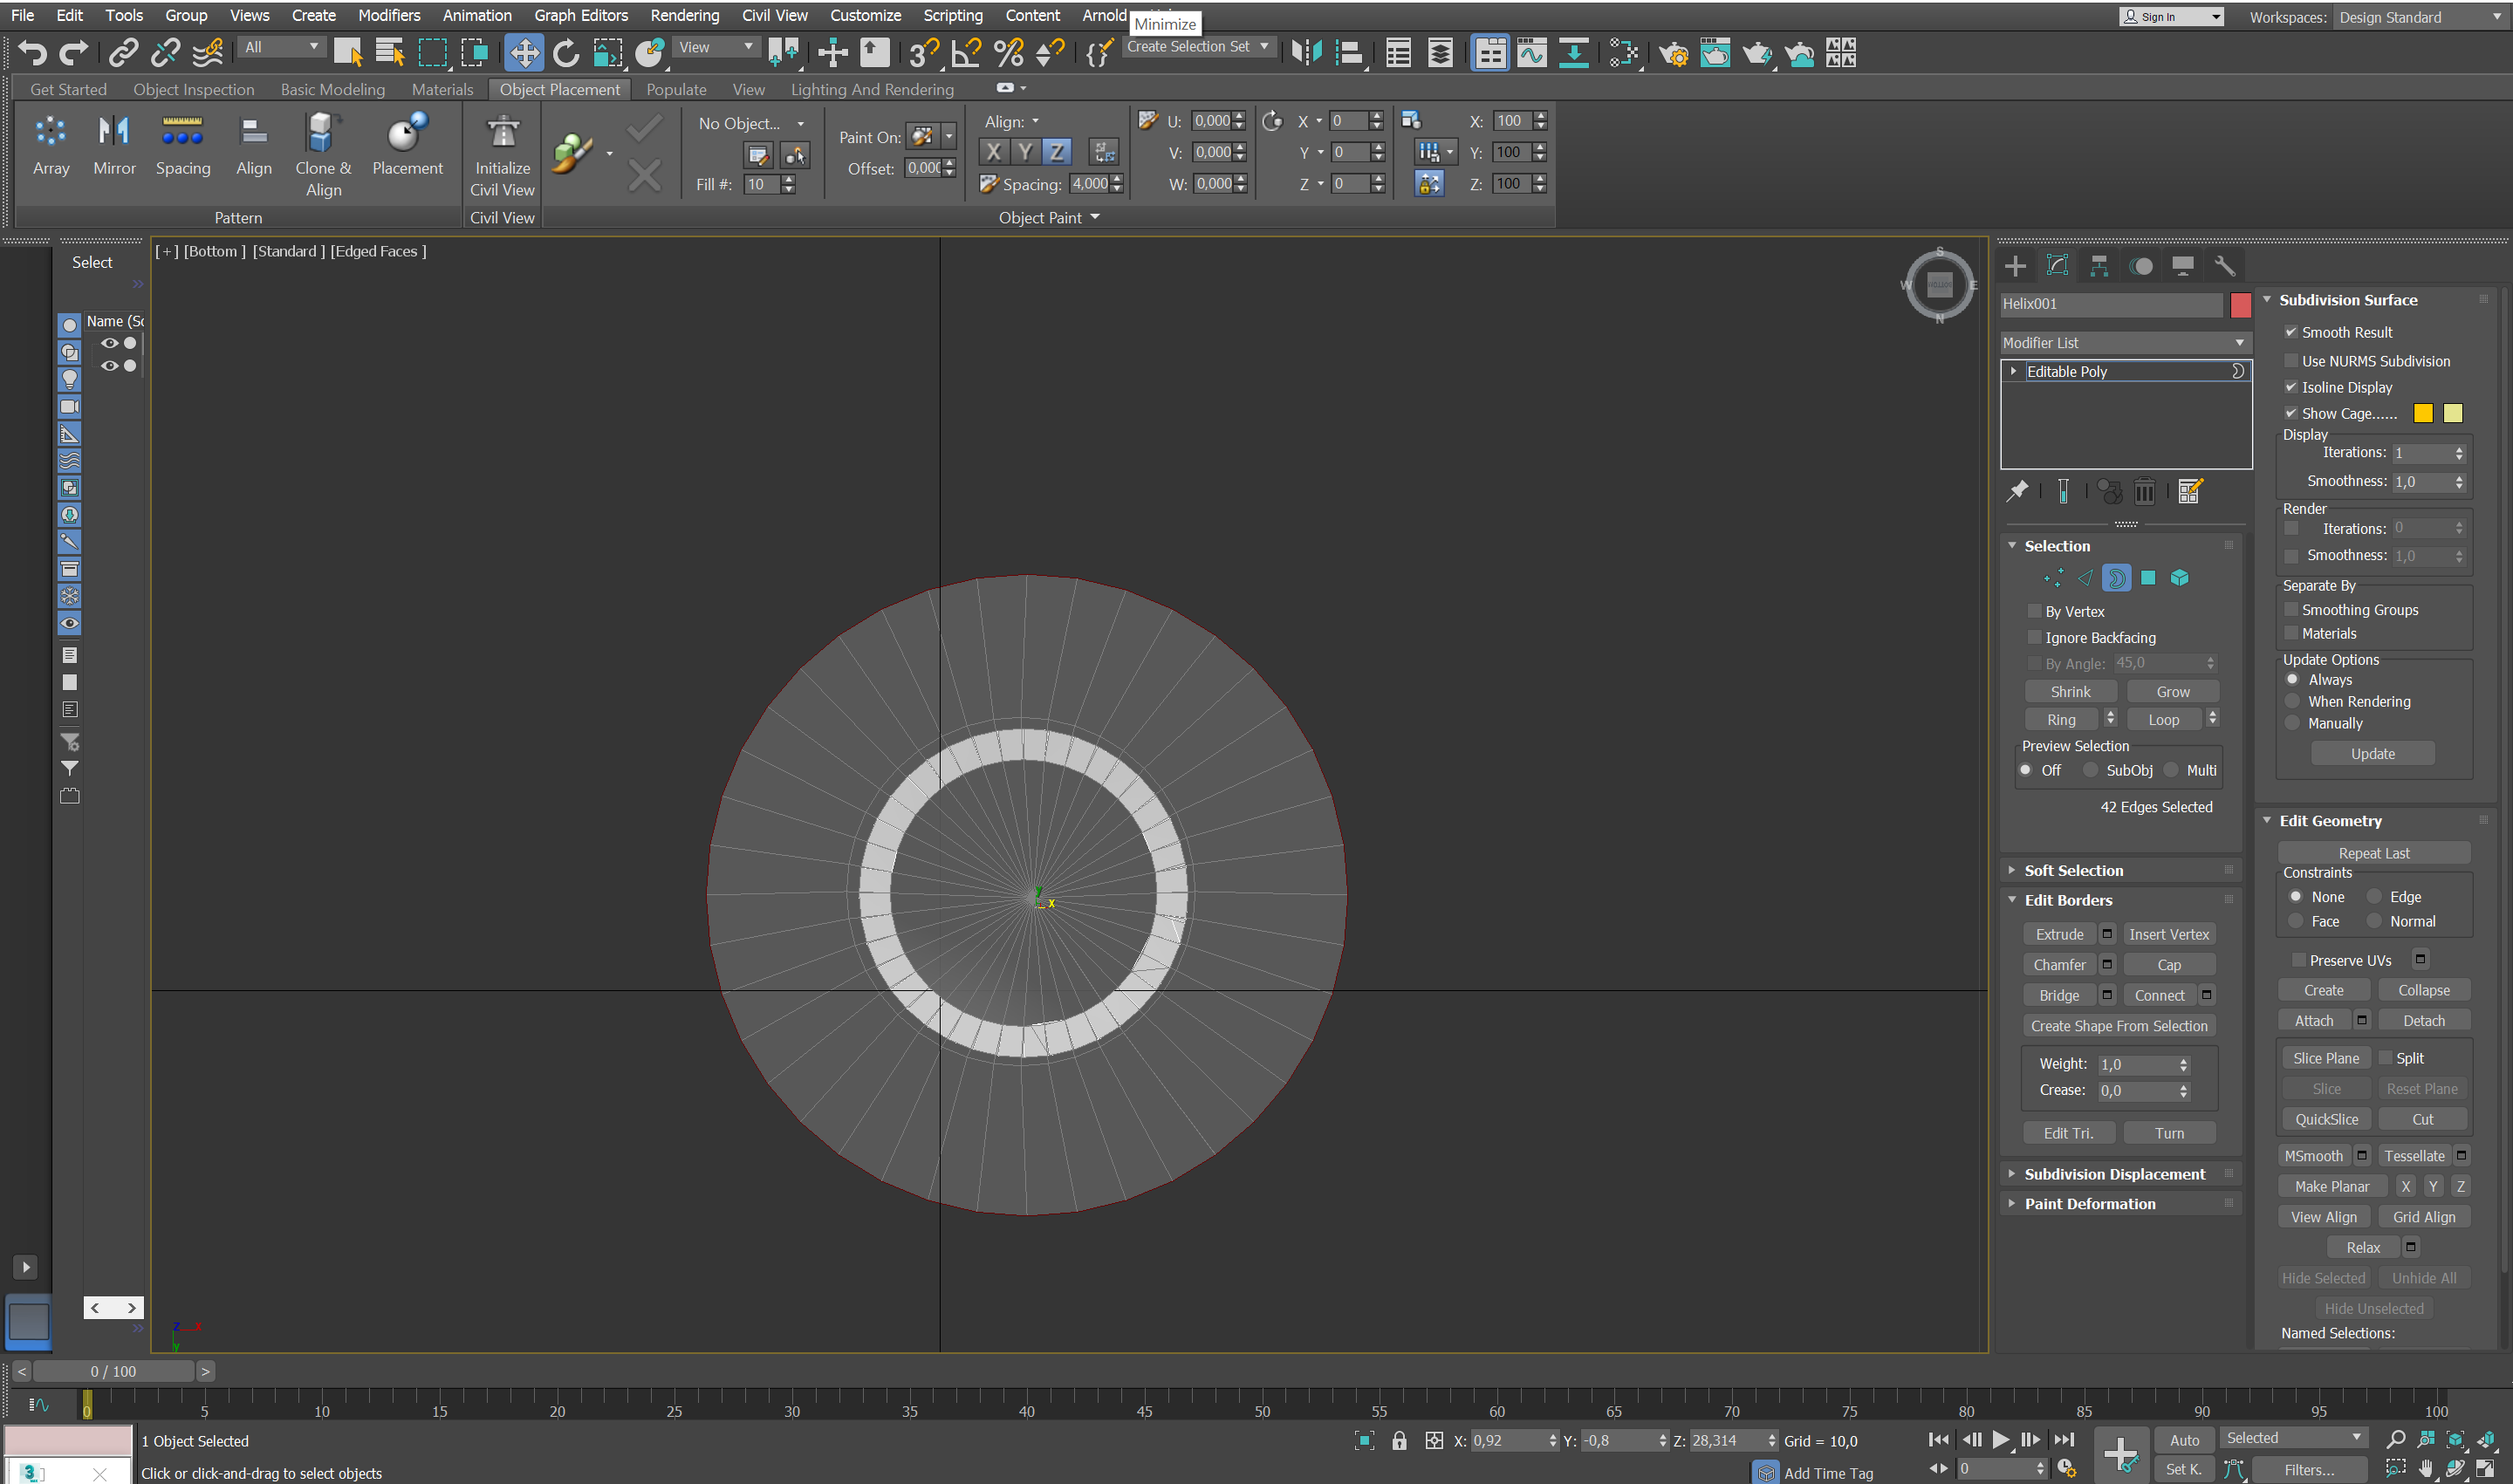 File Edit Tools Group Views Create Modifiers Animation Graph Editors Rendering Civil View Customize Scripting Content Arnold
Minimize
Sign In
Workspaces: Design Standard
All
View
Create Selection Set
Get Started Object Inspection Basic Modeling Materials Object Placement Populate View Lighting And Rendering
Array Mirror Spacing Align Clone & Align Placement
Initialize Civil View
No Object...
Fill #: 10
Paint On:
Offset: 0,000
Align:
X Y Z
Spacing: 4,000
U: 0,000
V: 0,000
W: 0,000
X 0
Y 0
Z 0
X: 100
Y: 100
Z: 100
Pattern
Civil View
Object Paint
Select
Name (So
[ + ] [Bottom ] [Standard ] [Edged Faces ]
S
W E
N
y
x
z x
y
Helix001
Modifier List
Editable Poly
Selection
By Vertex
Ignore Backfacing
By Angle: 45,0
Shrink Grow
Ring Loop
Preview Selection
Off SubObj Multi
42 Edges Selected
Soft Selection
Edit Borders
Extrude Insert Vertex
Chamfer Cap
Bridge Connect
Create Shape From Selection
Weight: 1,0
Crease: 0,0
Edit Tri. Turn
Subdivision Displacement
Paint Deformation
Subdivision Surface
Smooth Result
Use NURMS Subdivision
Isoline Display
Show Cage......
Display
Iterations: 1
Smoothness: 1,0
Render
Iterations: 0
Smoothness: 1,0
Separate By
Smoothing Groups
Materials
Update Options
Always
When Rendering
Manually
Update
Edit Geometry
Repeat Last
Constraints
None Edge
Face Normal
Preserve UVs
Create Collapse
Attach Detach
Slice Plane Split
Slice Reset Plane
QuickSlice Cut
MSmooth Tessellate
Make Planar X Y Z
View Align Grid Align
Relax
Hide Selected Unhide All
Hide Unselected
Named Selections:
< 0 / 100 >
0 5 10 15 20 25 30 35 40 45 50 55 60 65 70 75 80 85 90 95 100
1 Object Selected
Click or click-and-drag to select objects
X: 0,92 Y: -0,8 Z: 28,314 Grid = 10,0
Add Time Tag
0
Auto Selected
Set K. Filters...
3